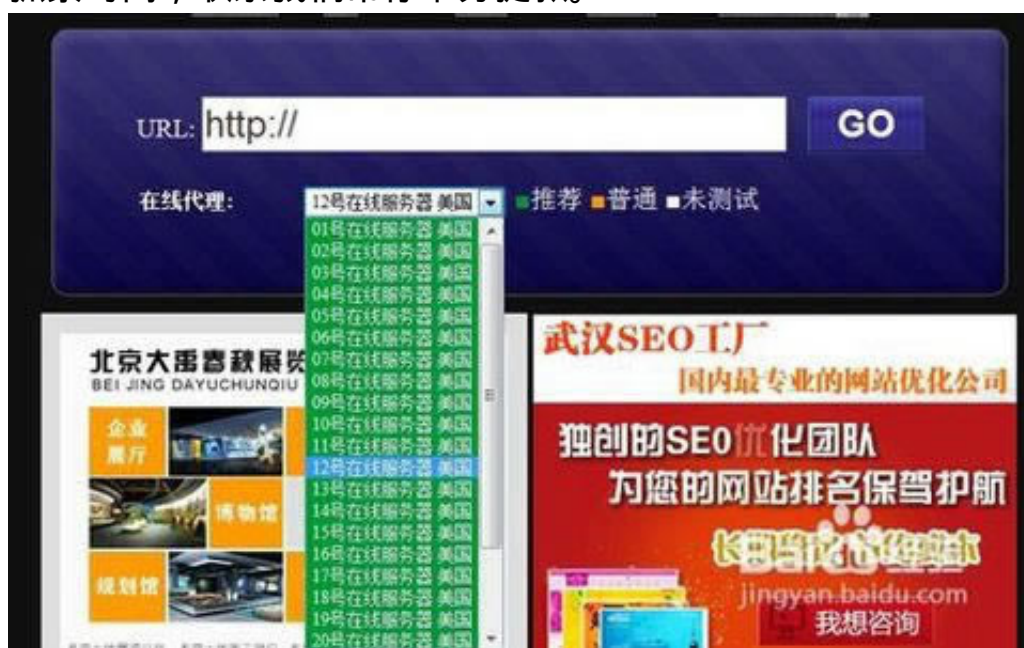 URL: http:// GO
在线代理: 12号在线服务器 美国 推荐 普通 未测试
01号在线服务器 美国
02号在线服务器 美国
03号在线服务器 美国
04号在线服务器 美国
05号在线服务器 美国
06号在线服务器 美国
07号在线服务器 美国
08号在线服务器 美国
09号在线服务器 美国
10号在线服务器 美国
11号在线服务器 美国
12号在线服务器 美国
13号在线服务器 美国
14号在线服务器 美国
15号在线服务器 美国
16号在线服务器 美国
17号在线服务器 美国
18号在线服务器 美国
19号在线服务器 美国
20号在线服务器 美国
北京大禹春秋展览
BEI JING DAYUCHUNQIU
企业
展厅
博物馆
规划馆
武汉SEO工厂
国内最专业的网站优化公司
独创的SEO优化团队
为您的网站排名保驾护航
jingyan.baidu.com
我想咨询